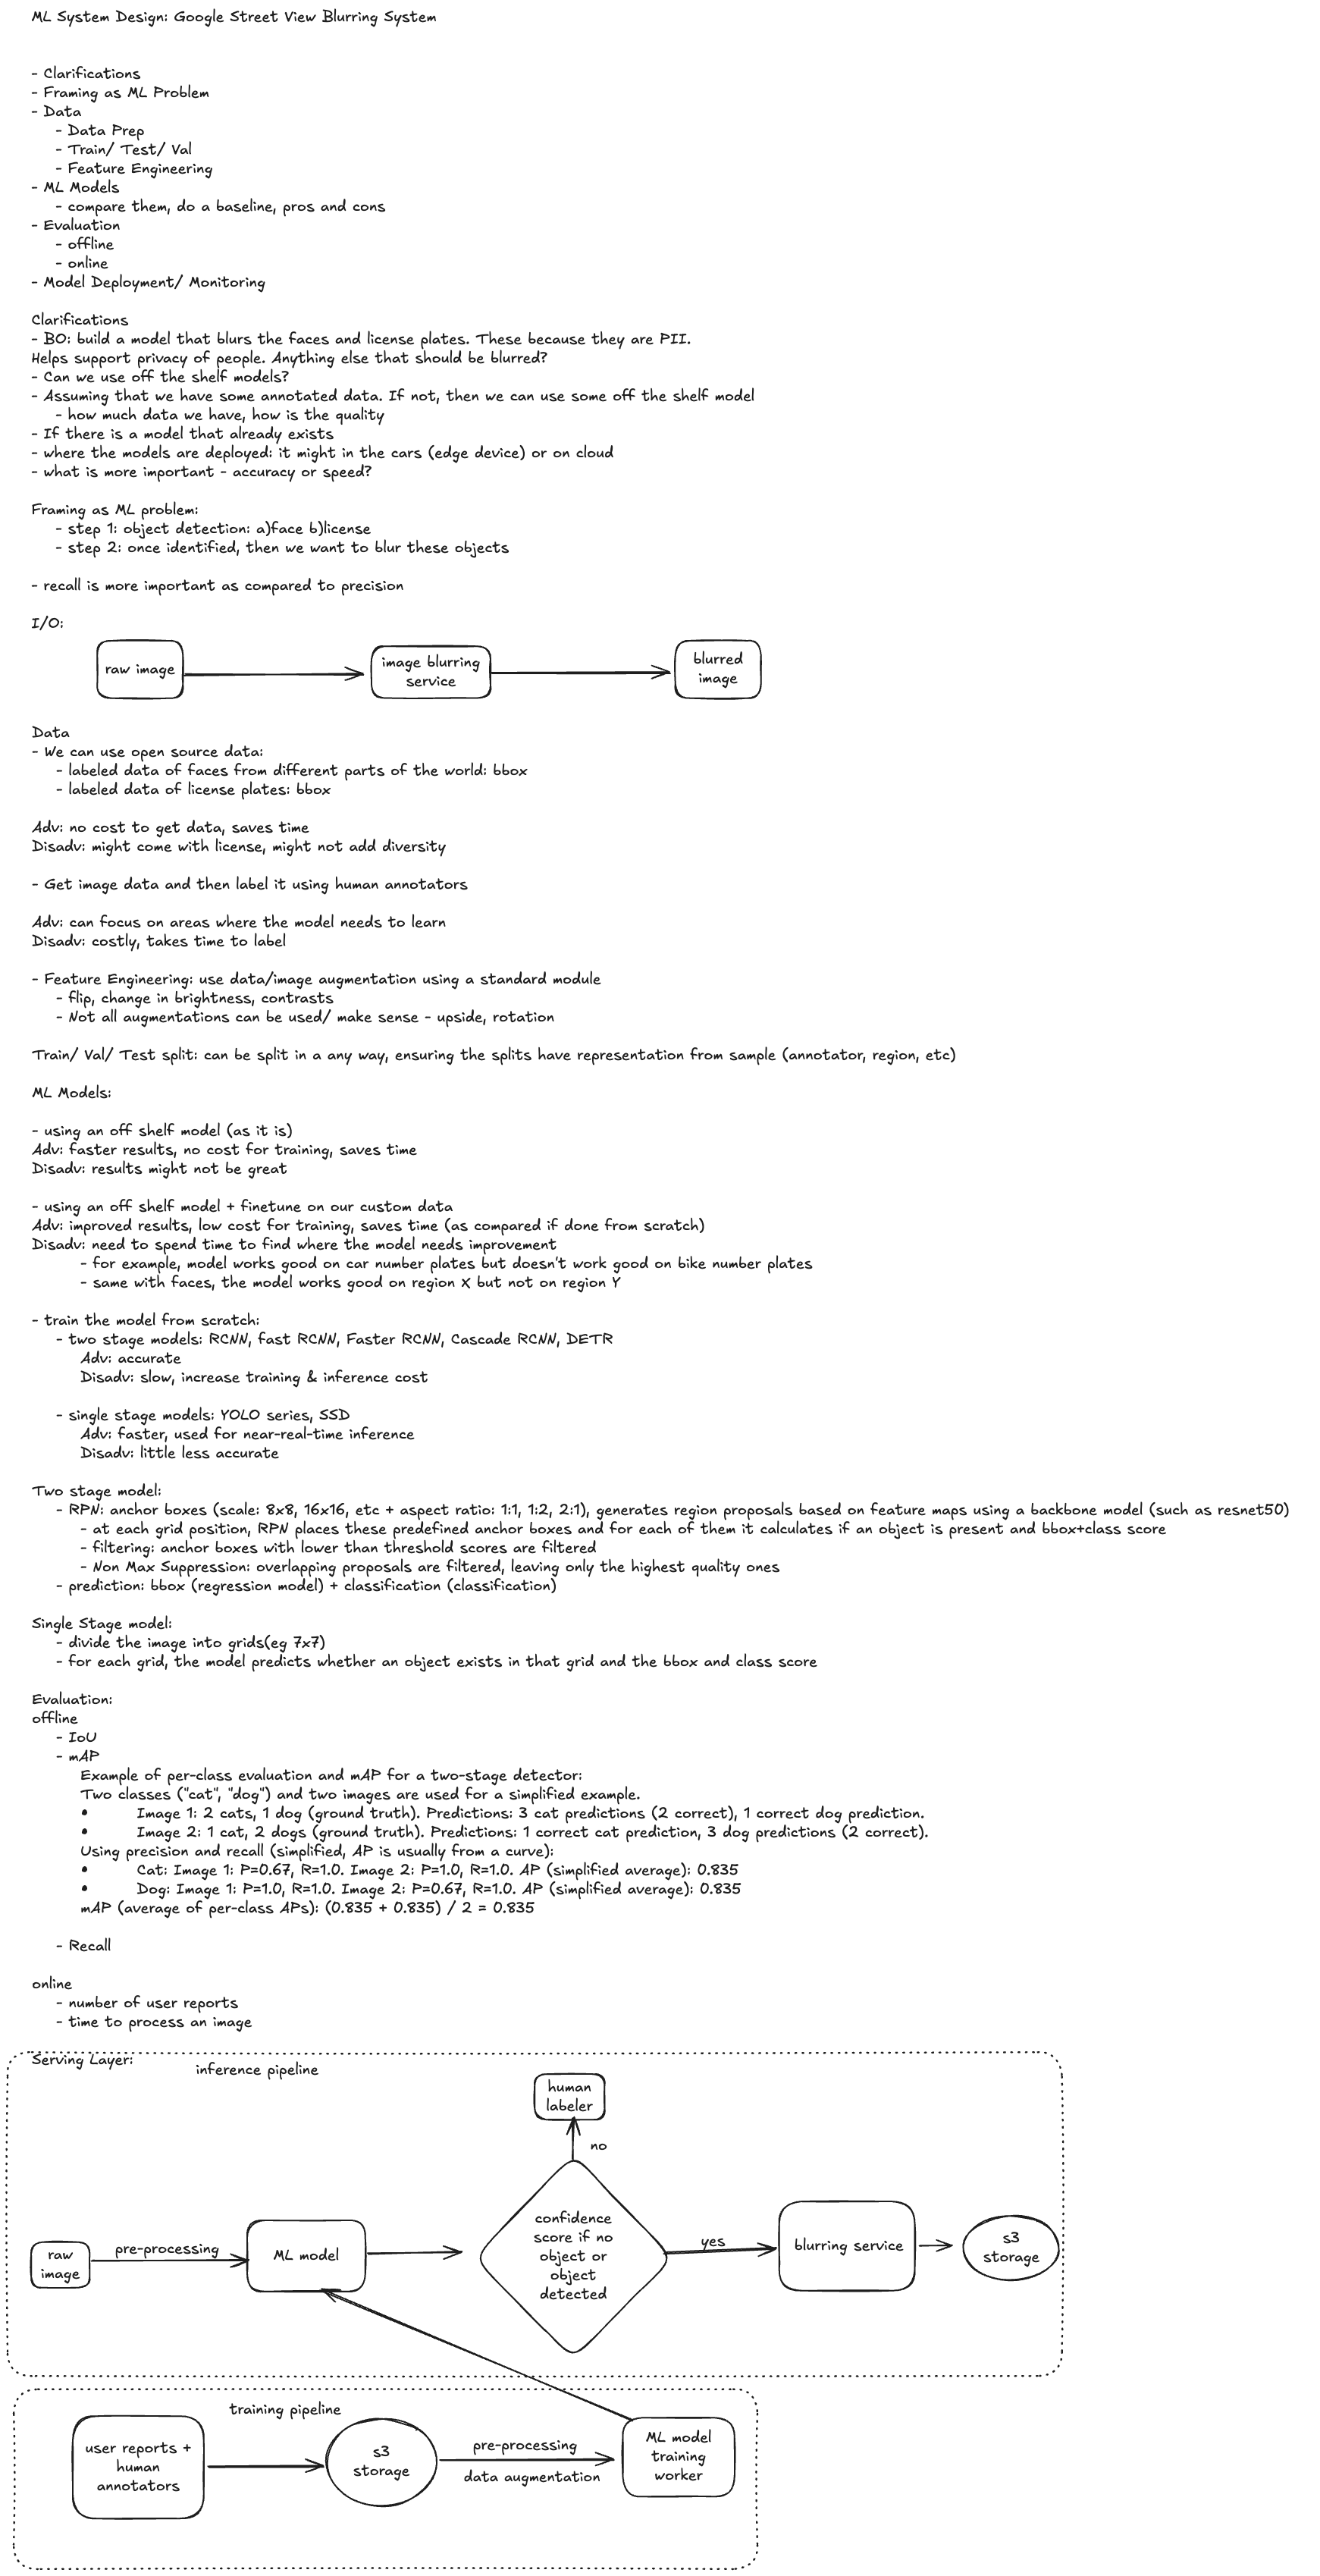 ML System Design: Google Street View Blurring System
- Clarifications
- Framing as ML Problem
- Data
- Data Prep
- Train/ Test/ Val
- Feature Engineering
- ML Models
- compare them, do a baseline, pros and cons
- Evaluation
- offline
- online
- Model Deployment/ Monitoring
Clarifications
- BO: build a model that blurs the faces and license plates. These because they are PII.
Helps support privacy of people. Anything else that should be blurred?
- Can we use off the shelf models?
- Assuming that we have some annotated data. If not, then we can use some off the shelf model
- how much data we have, how is the quality
- If there is a model that already exists
- where the models are deployed: it might in the cars (edge device) or on cloud
- what is more important - accuracy or speed?
Framing as ML problem:
- step 1: object detection: a)face b)license
- step 2: once identified, then we want to blur these objects
- recall is more important as compared to precision
I/O:
raw image
image blurring
service
blurred
image
Data
- We can use open source data:
- labeled data of faces from different parts of the world: bbox
- labeled data of license plates: bbox
Adv: no cost to get data, saves time
Disadv: might come with license, might not add diversity
- Get image data and then label it using human annotators
Adv: can focus on areas where the model needs to learn
Disadv: costly, takes time to label
- Feature Engineering: use data/image augmentation using a standard module
- flip, change in brightness, contrasts
- Not all augmentations can be used/ make sense - upside, rotation
Train/ Val/ Test split: can be split in a any way, ensuring the splits have representation from sample (annotator, region, etc)
ML Models:
- using an off shelf model (as it is)
Adv: faster results, no cost for training, saves time
Disadv: results might not be great
- using an off shelf model + finetune on our custom data
Adv: improved results, low cost for training, saves time (as compared if done from scratch)
Disadv: need to spend time to find where the model needs improvement
- for example, model works good on car number plates but doesn't work good on bike number plates
- same with faces, the model works good on region X but not on region Y
- train the model from scratch:
- two stage models: RCNN, fast RCNN, Faster RCNN, Cascade RCNN, DETR
Adv: accurate
Disadv: slow, increase training & inference cost
- single stage models: YOLO series, SSD
Adv: faster, used for near-real-time inference
Disadv: little less accurate
Two stage model:
- RPN: anchor boxes (scale: 8x8, 16x16, etc + aspect ratio: 1:1, 1:2, 2:1), generates region proposals based on feature maps using a backbone model (such as resnet50)
- at each grid position, RPN places these predefined anchor boxes and for each of them it calculates if an object is present and bbox+class score
- filtering: anchor boxes with lower than threshold scores are filtered
- Non Max Suppression: overlapping proposals are filtered, leaving only the highest quality ones
- prediction: bbox (regression model) + classification (classification)
Single Stage model:
- divide the image into grids(eg 7x7)
- for each grid, the model predicts whether an object exists in that grid and the bbox and class score
Evaluation:
offline
- IoU
- mAP
Example of per-class evaluation and mAP for a two-stage detector:
Two classes ("cat", "dog") and two images are used for a simplified example.
• Image 1: 2 cats, 1 dog (ground truth). Predictions: 3 cat predictions (2 correct), 1 correct dog prediction.
• Image 2: 1 cat, 2 dogs (ground truth). Predictions: 1 correct cat prediction, 3 dog predictions (2 correct).
Using precision and recall (simplified, AP is usually from a curve):
• Cat: Image 1: P=0.67, R=1.0. Image 2: P=1.0, R=1.0. AP (simplified average): 0.835
• Dog: Image 1: P=1.0, R=1.0. Image 2: P=0.67, R=1.0. AP (simplified average): 0.835
mAP (average of per-class APs): (0.835 + 0.835) / 2 = 0.835
- Recall
online
- number of user reports
- time to process an image
Serving Layer:
inference pipeline
human
labeler
no
raw
image
pre-processing
ML model
confidence
score if no
object or
object
detected
yes
blurring service
s3
storage
training pipeline
user reports +
human
annotators
s3
storage
pre-processing
data augmentation
ML model
training
worker